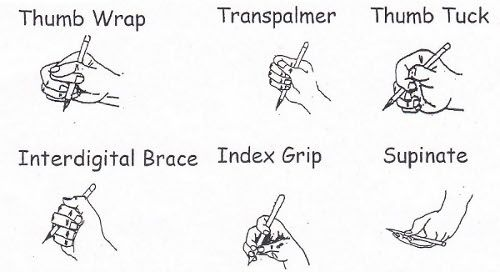 Thumb Wrap
Transpalmer
Thumb Tuck
Interdigital Brace
Index Grip
Supinate